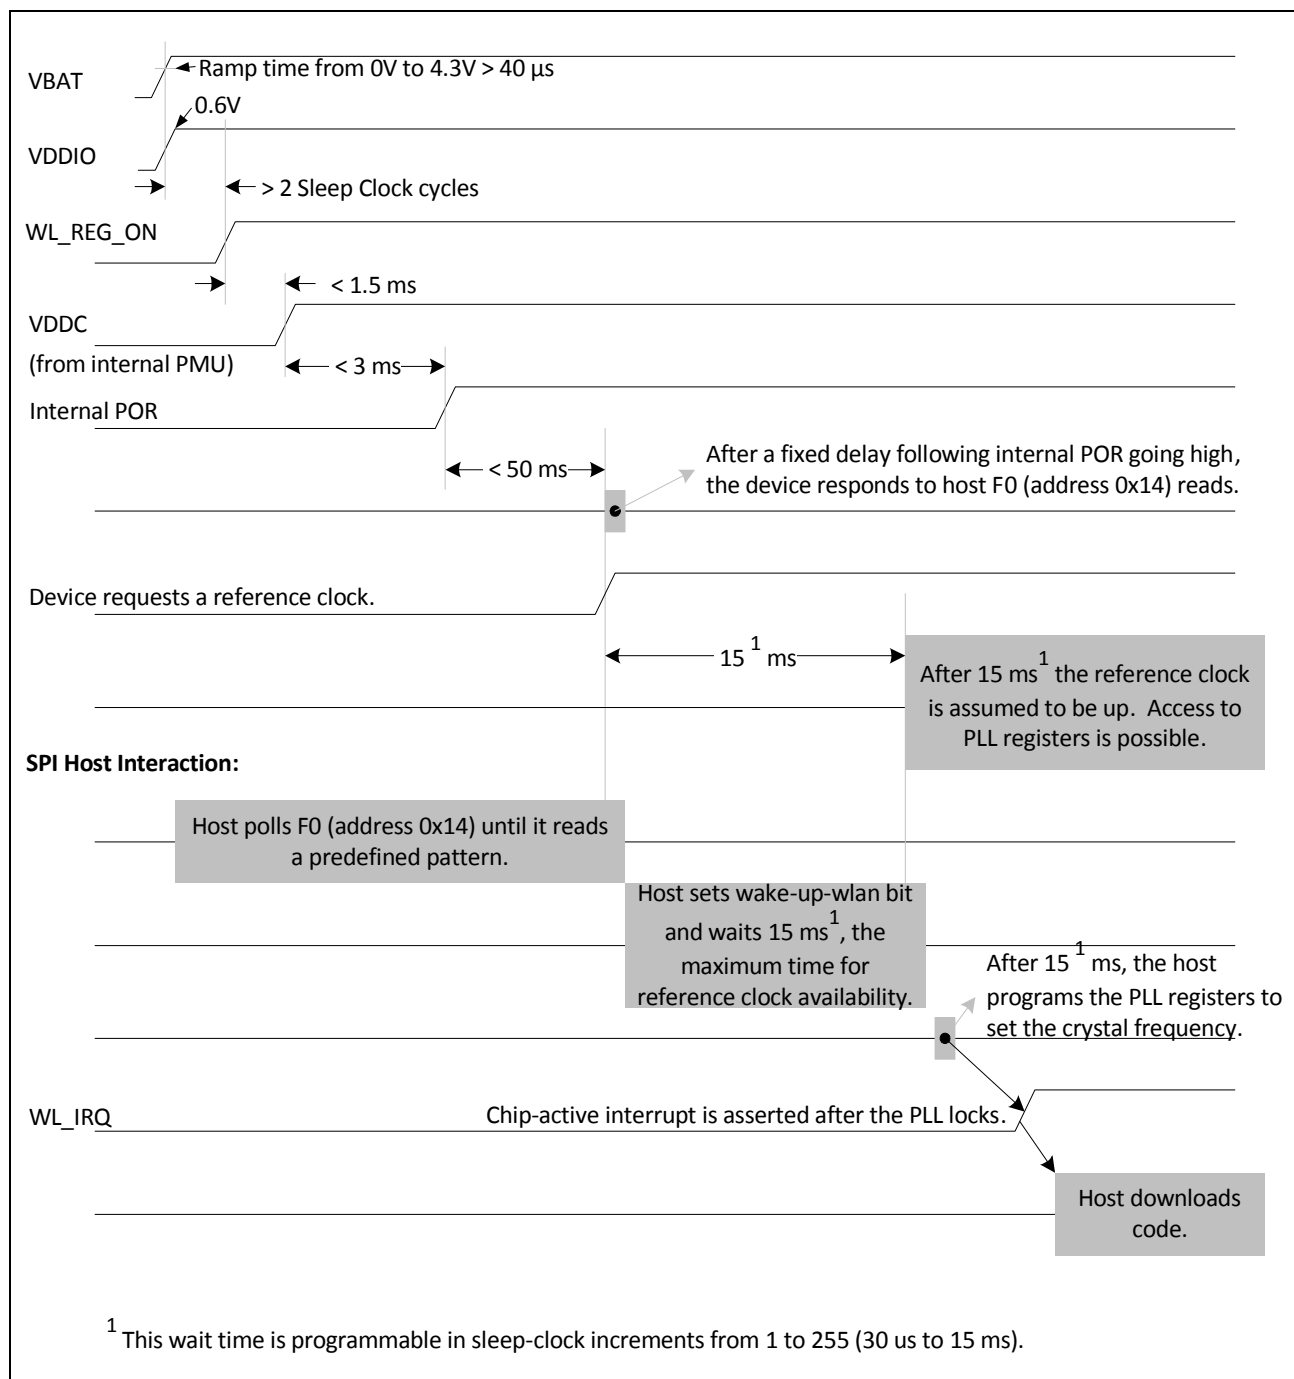 VBAT
Ramp time from 0V to 4.3V > 40 µs
0.6V
VDDIO
> 2 Sleep Clock cycles
WL_REG_ON
< 1.5 ms
VDDC
(from internal PMU)
< 3 ms
Internal POR
< 50 ms
After a fixed delay following internal POR going high,
the device responds to host F0 (address 0x14) reads.
Device requests a reference clock.
15 1 ms
After 15 ms1 the reference clock
is assumed to be up. Access to
PLL registers is possible.
SPI Host Interaction:
Host polls F0 (address 0x14) until it reads
a predefined pattern.
Host sets wake-up-wlan bit
and waits 15 ms1, the
maximum time for
reference clock availability.
After 15 1 ms, the host
programs the PLL registers to
set the crystal frequency.
WL_IRQ
Chip-active interrupt is asserted after the PLL locks.
Host downloads
code.
1 This wait time is programmable in sleep-clock increments from 1 to 255 (30 us to 15 ms).